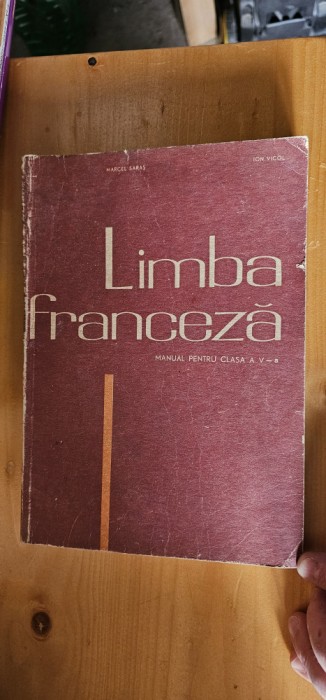 MARCEL SARAȘ
ION VICOL
Limba
franceză
MANUAL PENTRU CLASA A V-a